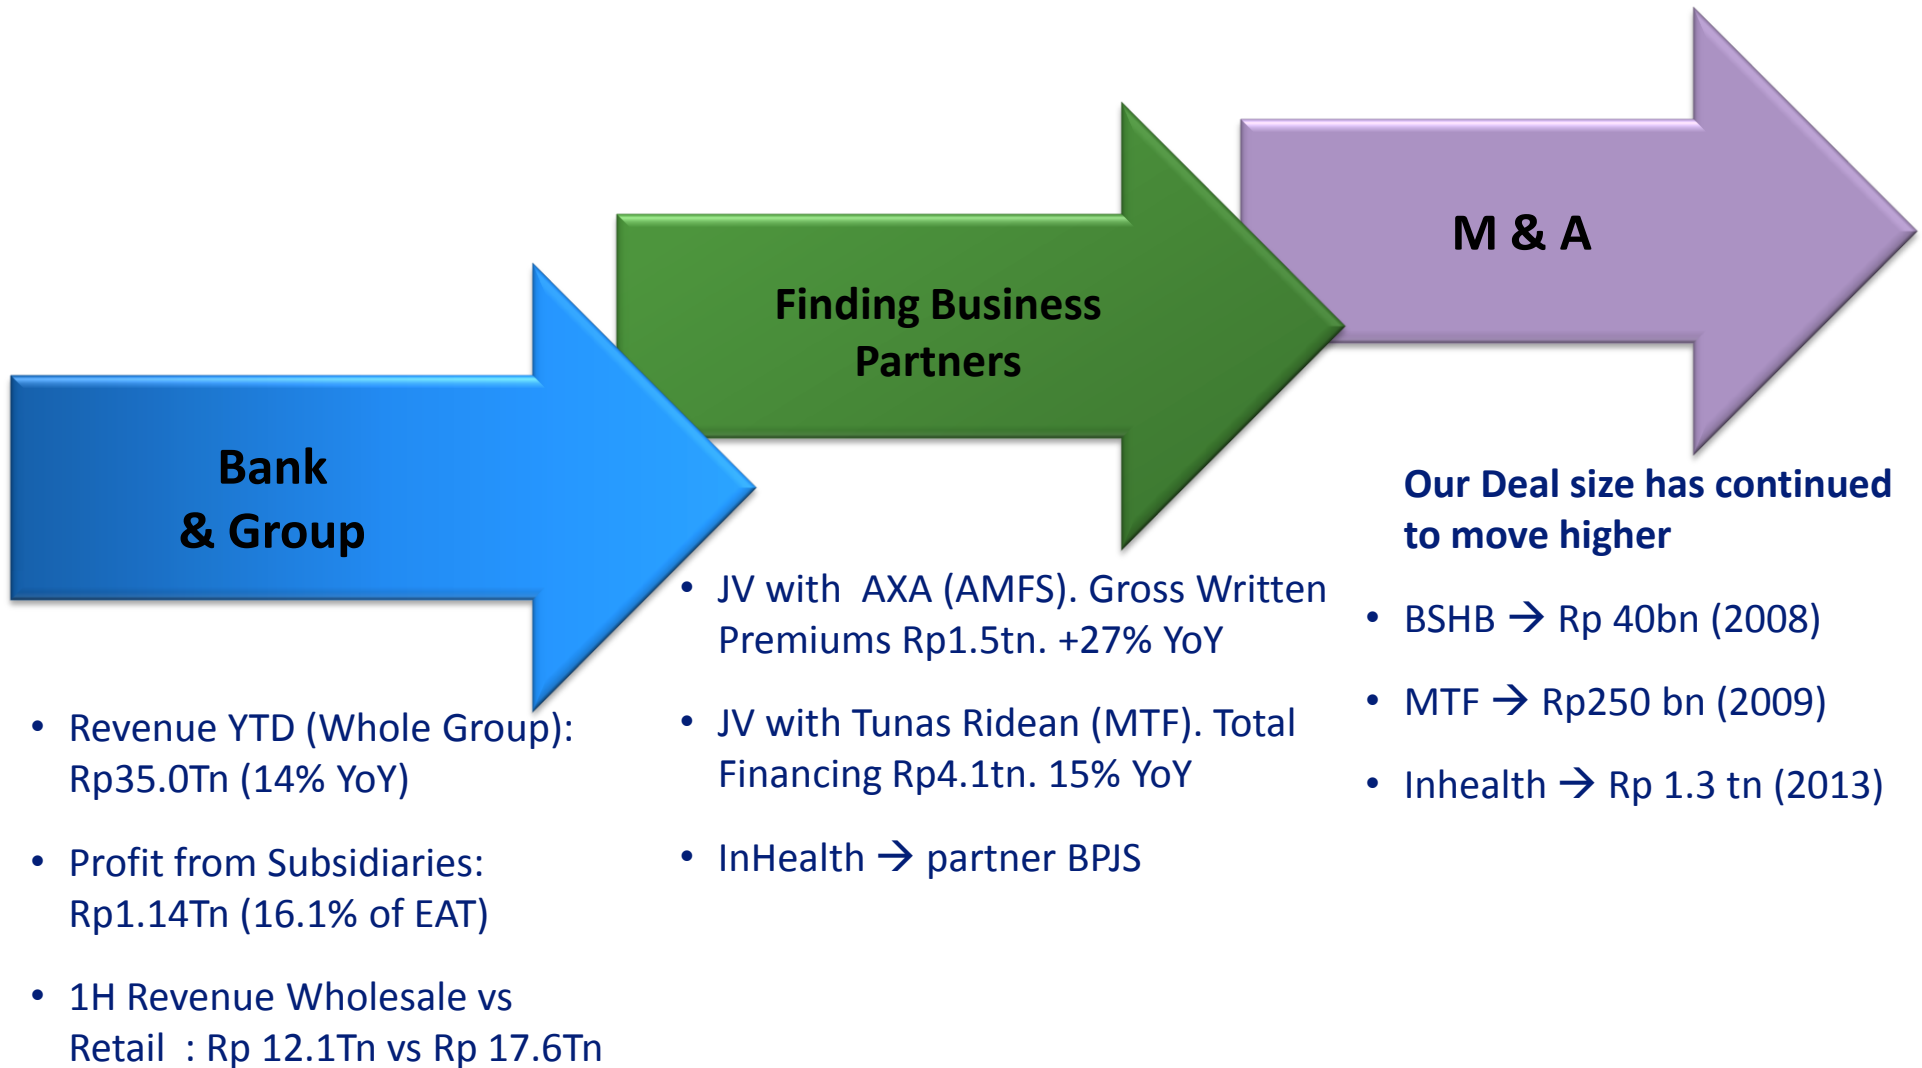 Bank
& Group
• Revenue YTD (Whole Group):
Rp35.0Tn (14% YoY)
• Profit from Subsidiaries:
Rp1.14Tn (16.1% of EAT)
• 1H Revenue Wholesale vs
Retail : Rp 12.1Tn vs Rp 17.6Tn
Finding Business
Partners
• JV with AXA (AMFS). Gross Written
Premiums Rp1.5tn. +27% YoY
• JV with Tunas Ridean (MTF). Total
Financing Rp4.1tn. 15% YoY
• InHealth → partner BPJS
M & A
Our Deal size has continued
to move higher
• BSHB → Rp 40bn (2008)
• MTF → Rp250 bn (2009)
• Inhealth → Rp 1.3 tn (2013)